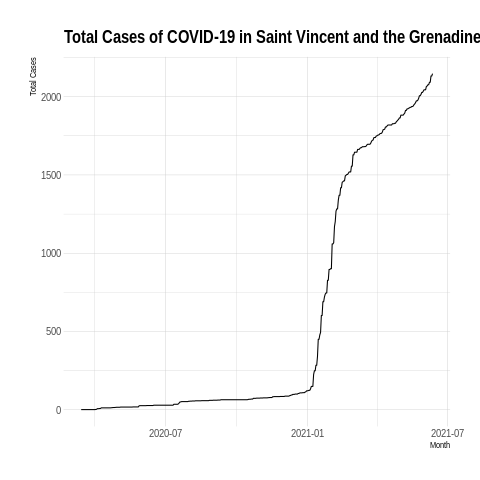 Total Cases of COVID-19 in Saint Vincent and the Grenadine
Total Cases
2000
1500
1000
500
0
2020-07
2021-01
2021-07
Month